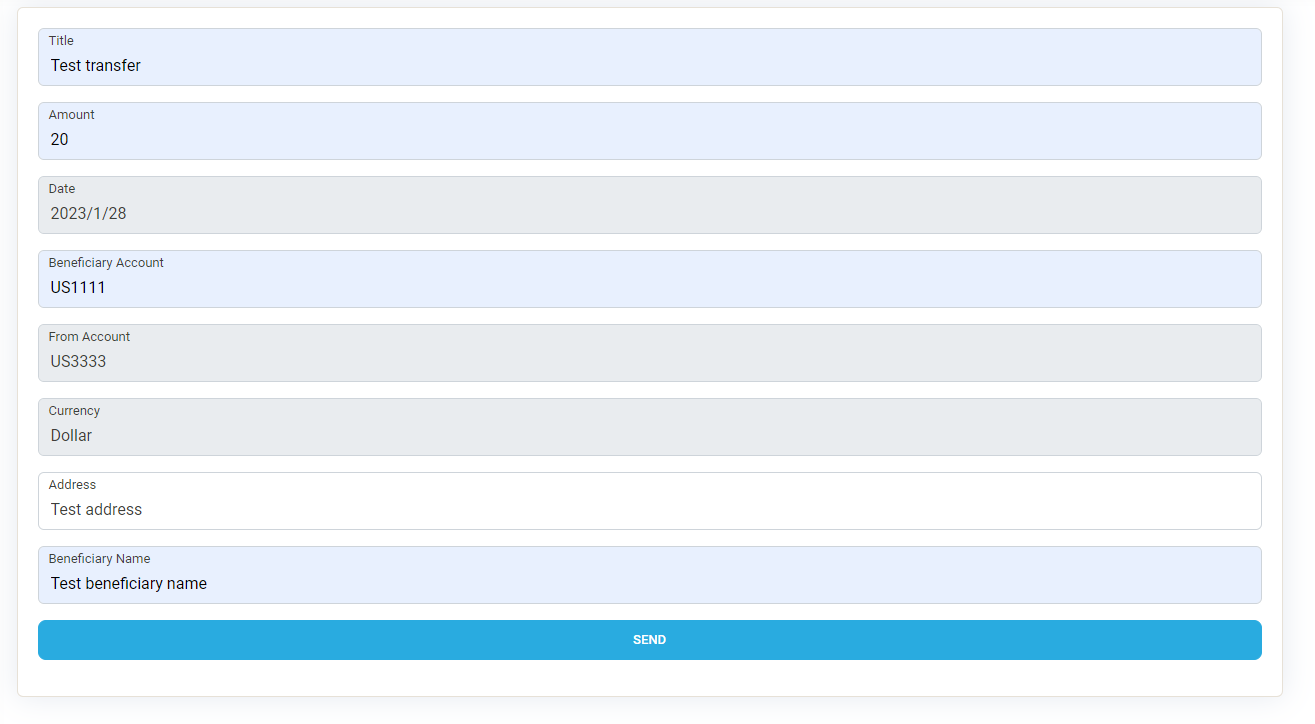 Title
Test transfer
Amount
20
Date
2023/1/28
Beneficiary Account
US1111
From Account
US3333
Currency
Dollar
Address
Test address
Beneficiary Name
Test beneficiary name
SEND